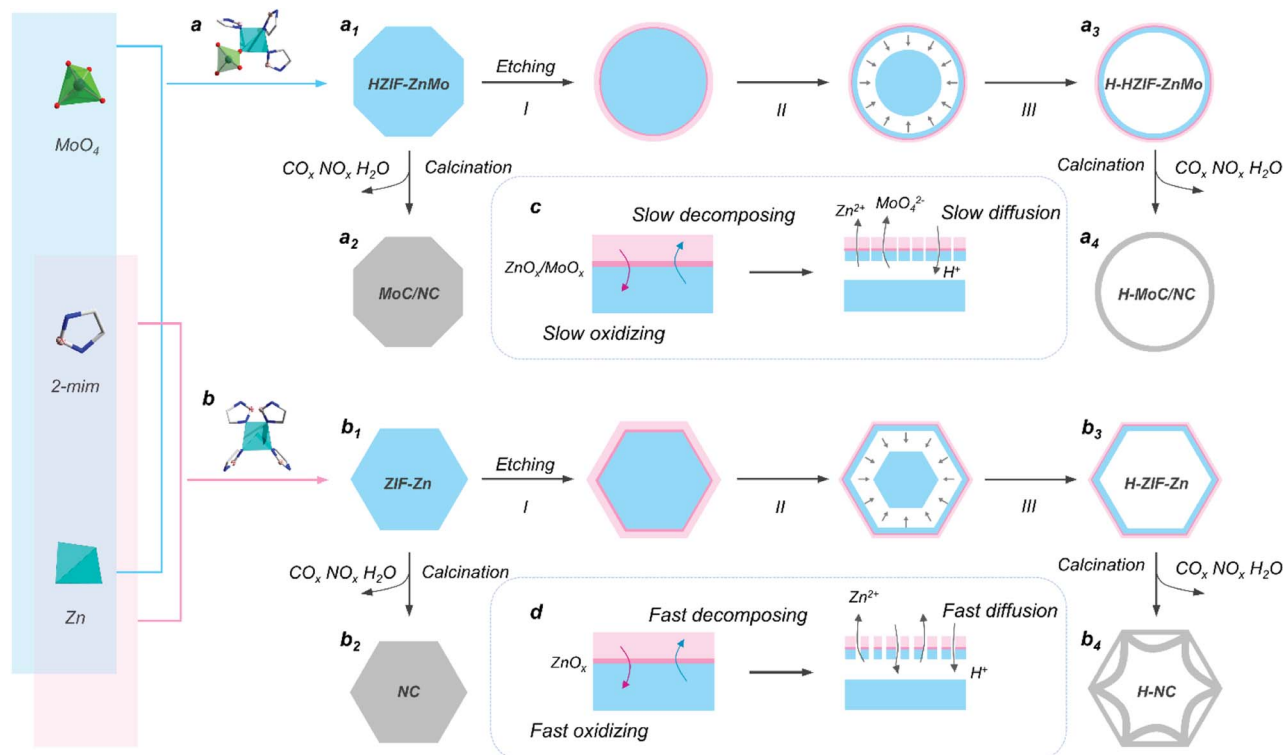 MoO4
2-mim
Zn
a
a1
HZIF-ZnMo
Etching
I
II
III
a3
H-HZIF-ZnMo
COx NOx H2O
Calcination
Calcination
COx NOx H2O
a2
MoC/NC
c
Slow decomposing
ZnOx/MoOx
Slow oxidizing
Zn2+
MoO42-
Slow diffusion
H+
a4
H-MoC/NC
b
b1
ZIF-Zn
Etching
I
II
III
b3
H-ZIF-Zn
COx NOx H2O
Calcination
Calcination
COx NOx H2O
b2
NC
d
Fast decomposing
ZnOx
Fast oxidizing
Zn2+
Fast diffusion
H+
b4
H-NC